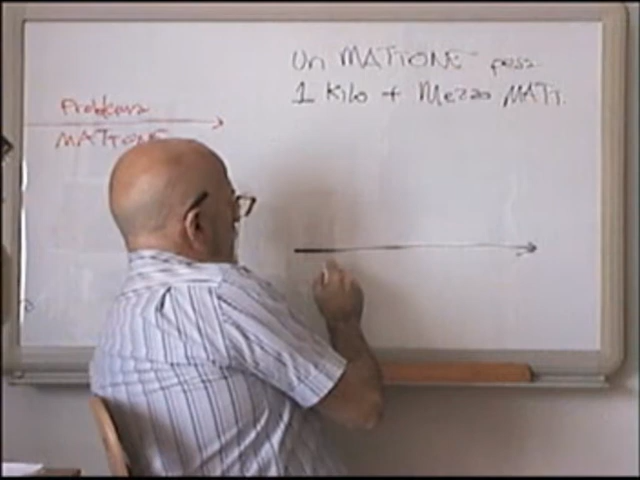 Problema
MATTONE
Un MATTONE pesa
1 Kilo + Mezzo MATT.